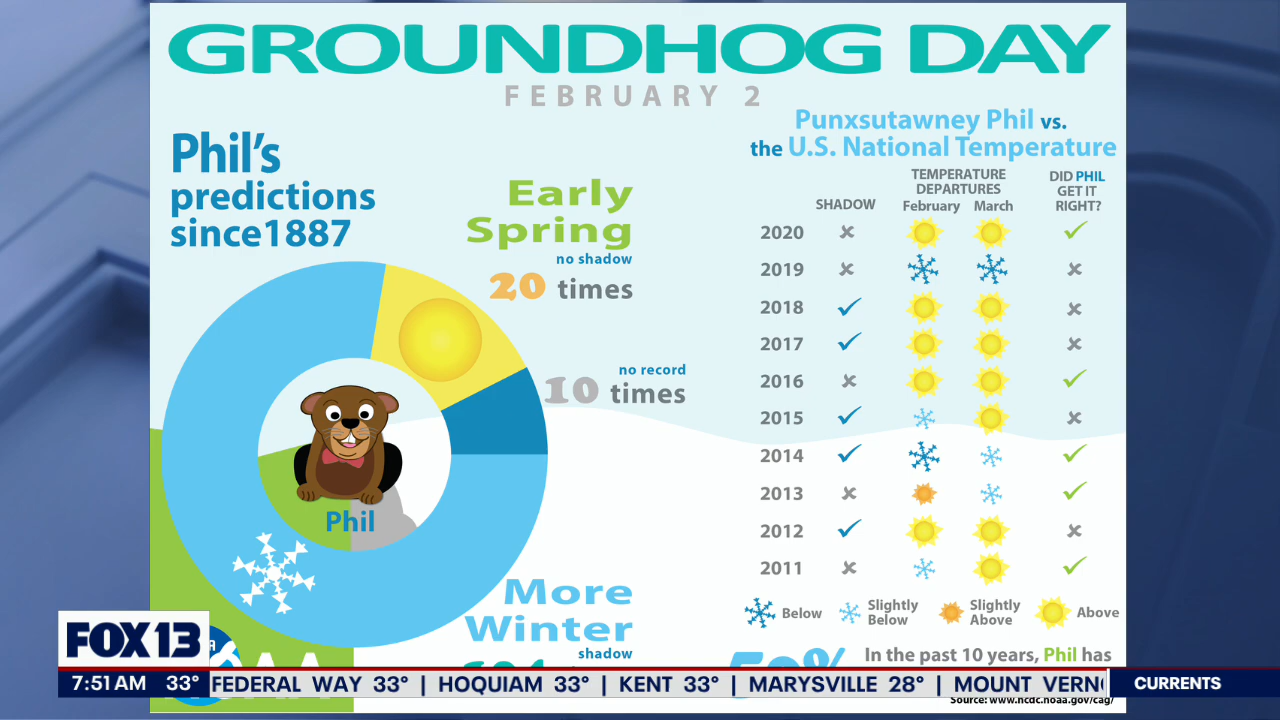 GROUNDHOG DAY
FEBRUARY 2
Phil's
predictions
since1887
Early
Spring
no shadow
20 times
no record
10 times
Phil
More
Winter
shadow
Punxsutawney Phil vs.
the U.S. National Temperature
TEMPERATURE
DEPARTURES
DID PHIL
GET IT
RIGHT?
SHADOW
February March
2020
2019
2018
2017
2016
2015
2014
2013
2012
2011
Below
Slightly
Below
Slightly
Above
Above
In the past 10 years, Phil has
Source: www.ncdc.noaa.gov/cag/
FOX 13
7:51 AM 33° FEDERAL WAY 33° | HOQUIAM 33° | KENT 33° | MARYSVILLE 28° | MOUNT VERN
CURRENTS